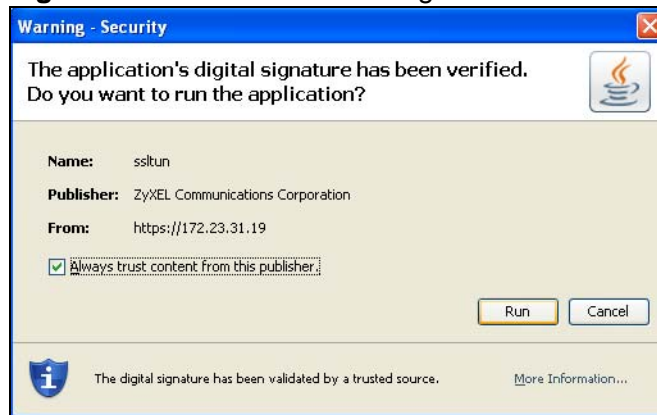 Warning - Security
The application's digital signature has been verified.
Do you want to run the application?
Name: ssltun
Publisher: ZyXEL Communications Corporation
From: https://172.23.31.19
Always trust content from this publisher.
Run Cancel
The digital signature has been validated by a trusted source. More Information...